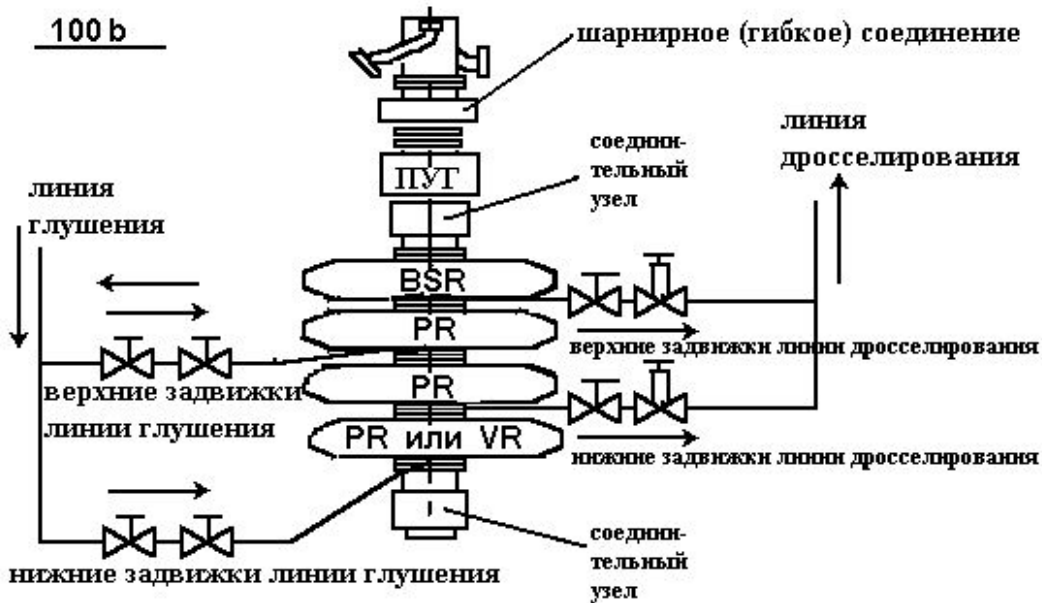 100 b
шарнирное (гибкое) соединение
соедини-
тельный
узел
линия
дросселирования
ПУГ
линия
глушения
BSR
PR
верхние задвижки линии дросселирования
верхние задвижки
линии глушения
PR
PR или VR
нижние задвижки линии дросселирования
соедини-
тельный
узел
нижние задвижки линии глушения